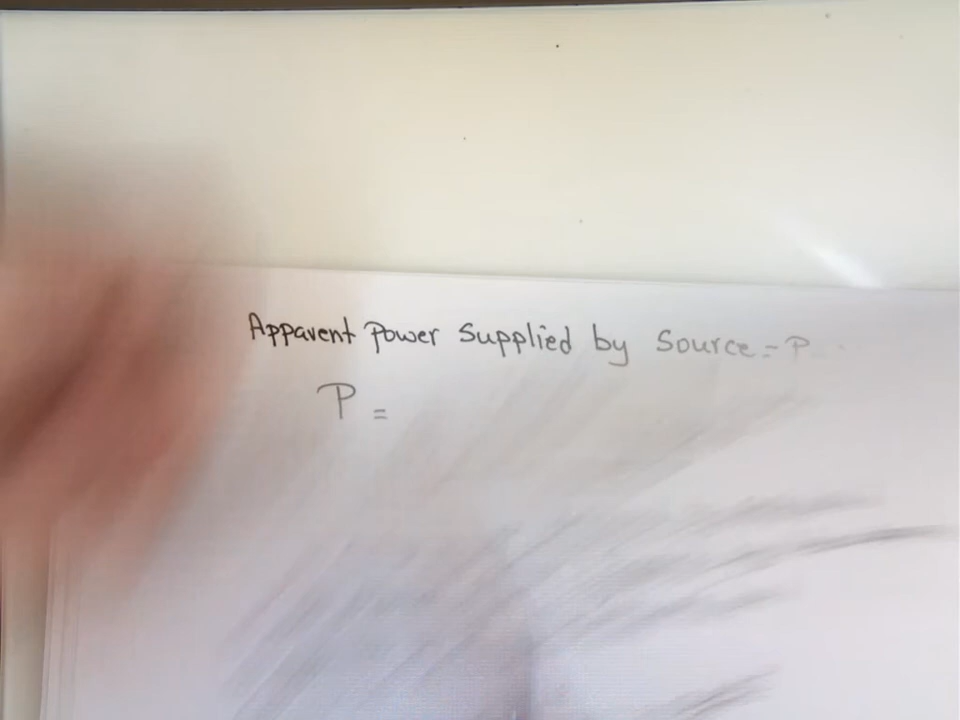 Apparent Power Supplied by Source = P
P =